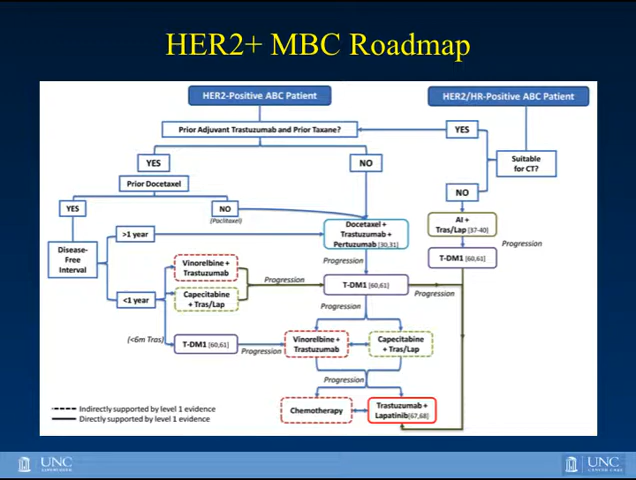 HER2+ MBC Roadmap
HER2-Positive ABC Patient
HER2/HR-Positive ABC Patient
Prior Adjuvant Trastuzumab and Prior Taxane?
YES
Suitable
for CT?
YES
NO
Prior Docetaxel
NO
YES
NO
(Paclitaxel)
Docetaxel +
Trastuzumab +
Pertuzumab [30,31]
AI +
Tras/Lap [37-40]
>1 year
Progression
Disease-
Free
Interval
Progression
T-DM1 [60,61]
Vinorelbine +
Trastuzumab
Progression
T-DM1 [60,61]
Progression
<1 year
Capecitabine
+ Tras/Lap
Progression
(<6m Tras)
T-DM1 [60,61]
Progression
Vinorelbine +
Trastuzumab
Capecitabine
+ Tras/Lap
Progression
Chemotherapy
Trastuzumab +
Lapatinib[67,68]
Indirectly supported by level 1 evidence
Directly supported by level 1 evidence
UNC
UNC